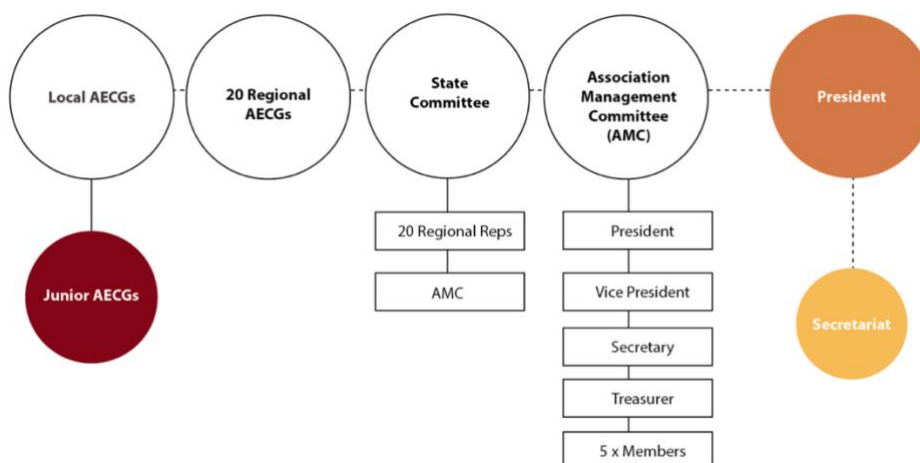 Local AECGs
20 Regional
AECGs
State
Committee
Association
Management
Committee
(AMC)
President
Junior AECGs
20 Regional Reps
AMC
President
Vice President
Secretary
Treasurer
5 x Members
Secretariat